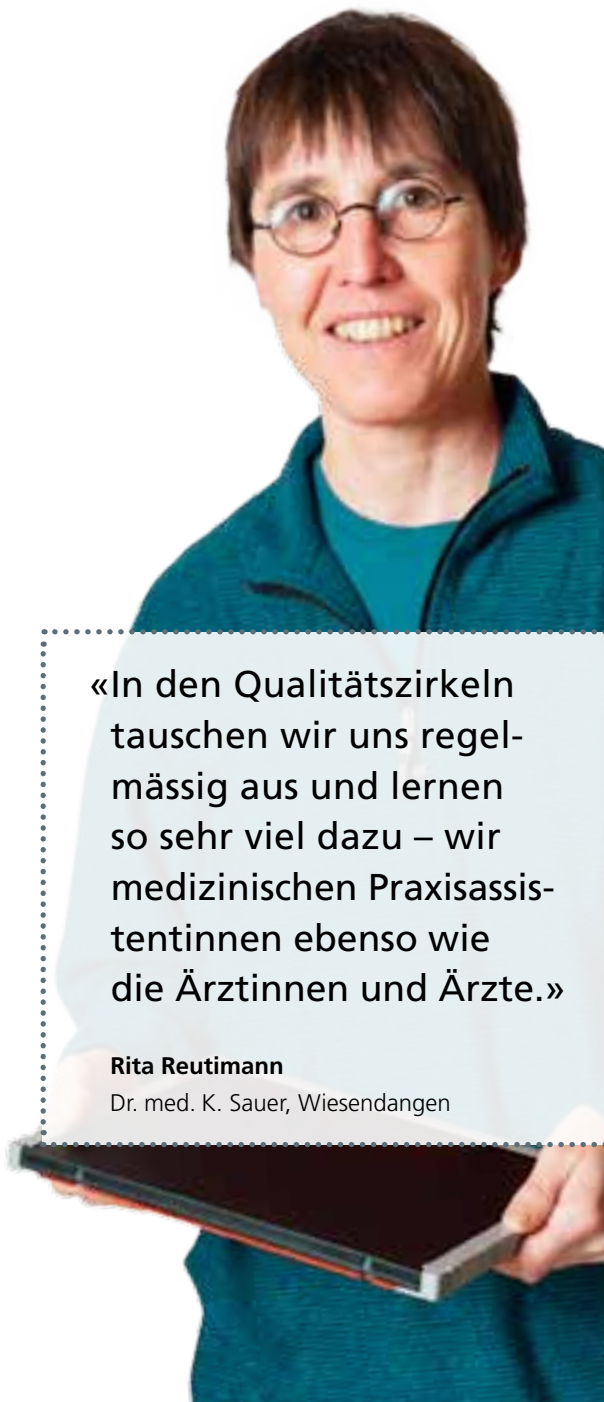 «In den Qualitätszirkeln
tauschen wir uns regel-
mässig aus und lernen
so sehr viel dazu – wir
medizinischen Praxisassis-
tentinnen ebenso wie
die Ärztinnen und Ärzte.»
Rita Reutimann
Dr. med. K. Sauer, Wiesendangen